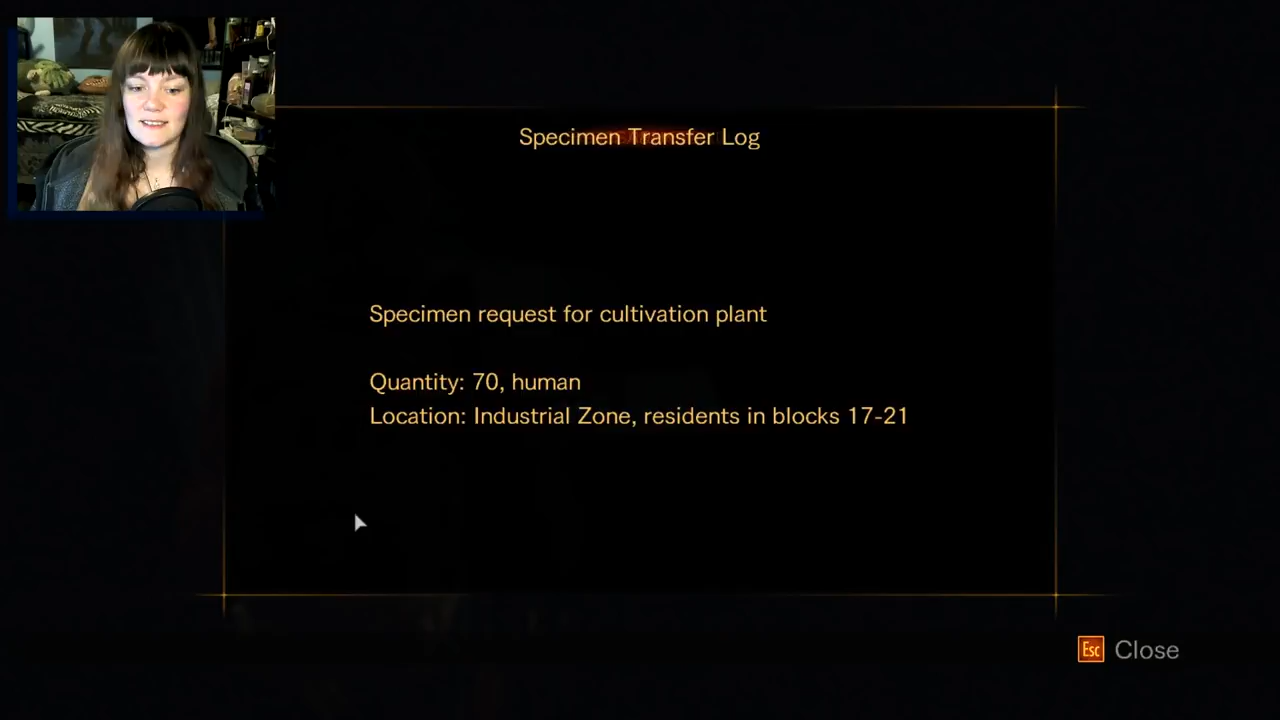 Specimen Transfer Log
Specimen request for cultivation plant
Quantity: 70, human
Location: Industrial Zone, residents in blocks 17-21
Esc Close